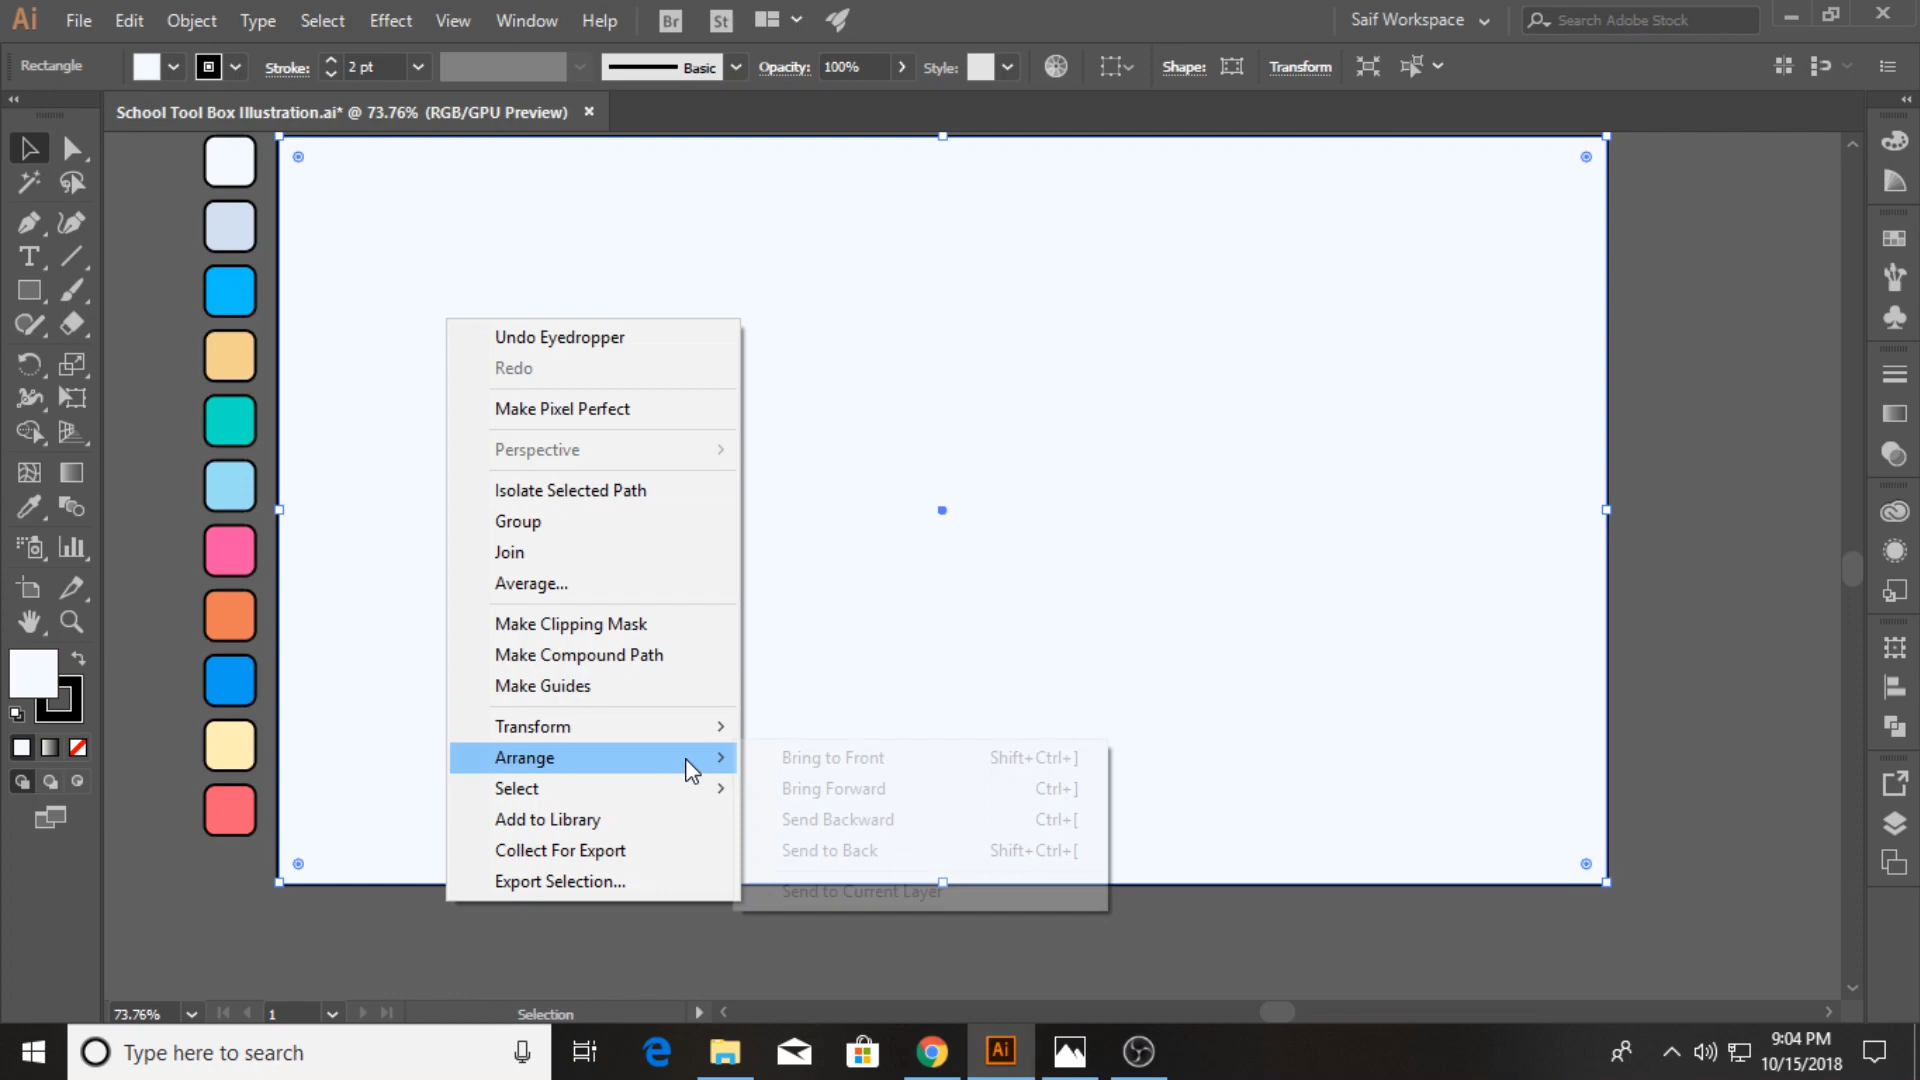 Ai File Edit Object Type Select Effect View Window Help Br St Saif Workspace Search Adobe Stock
Rectangle Stroke: 2 pt Basic Opacity: 100% Style: Shape: Transform
School Tool Box Illustration.ai* @ 73.76% (RGB/GPU Preview)
Undo Eyedropper
Redo
Make Pixel Perfect
Perspective
Isolate Selected Path
Group
Join
Average...
Make Clipping Mask
Make Compound Path
Make Guides
Transform
Arrange
Select
Add to Library
Collect For Export
Export Selection...
Bring to Front Shift+Ctrl+]
Bring Forward Ctrl+]
Send Backward Ctrl+[
Send to Back Shift+Ctrl+[
Send to Current Layer
73.76% 1 Selection
Type here to search
Ai
9:04 PM
10/15/2018